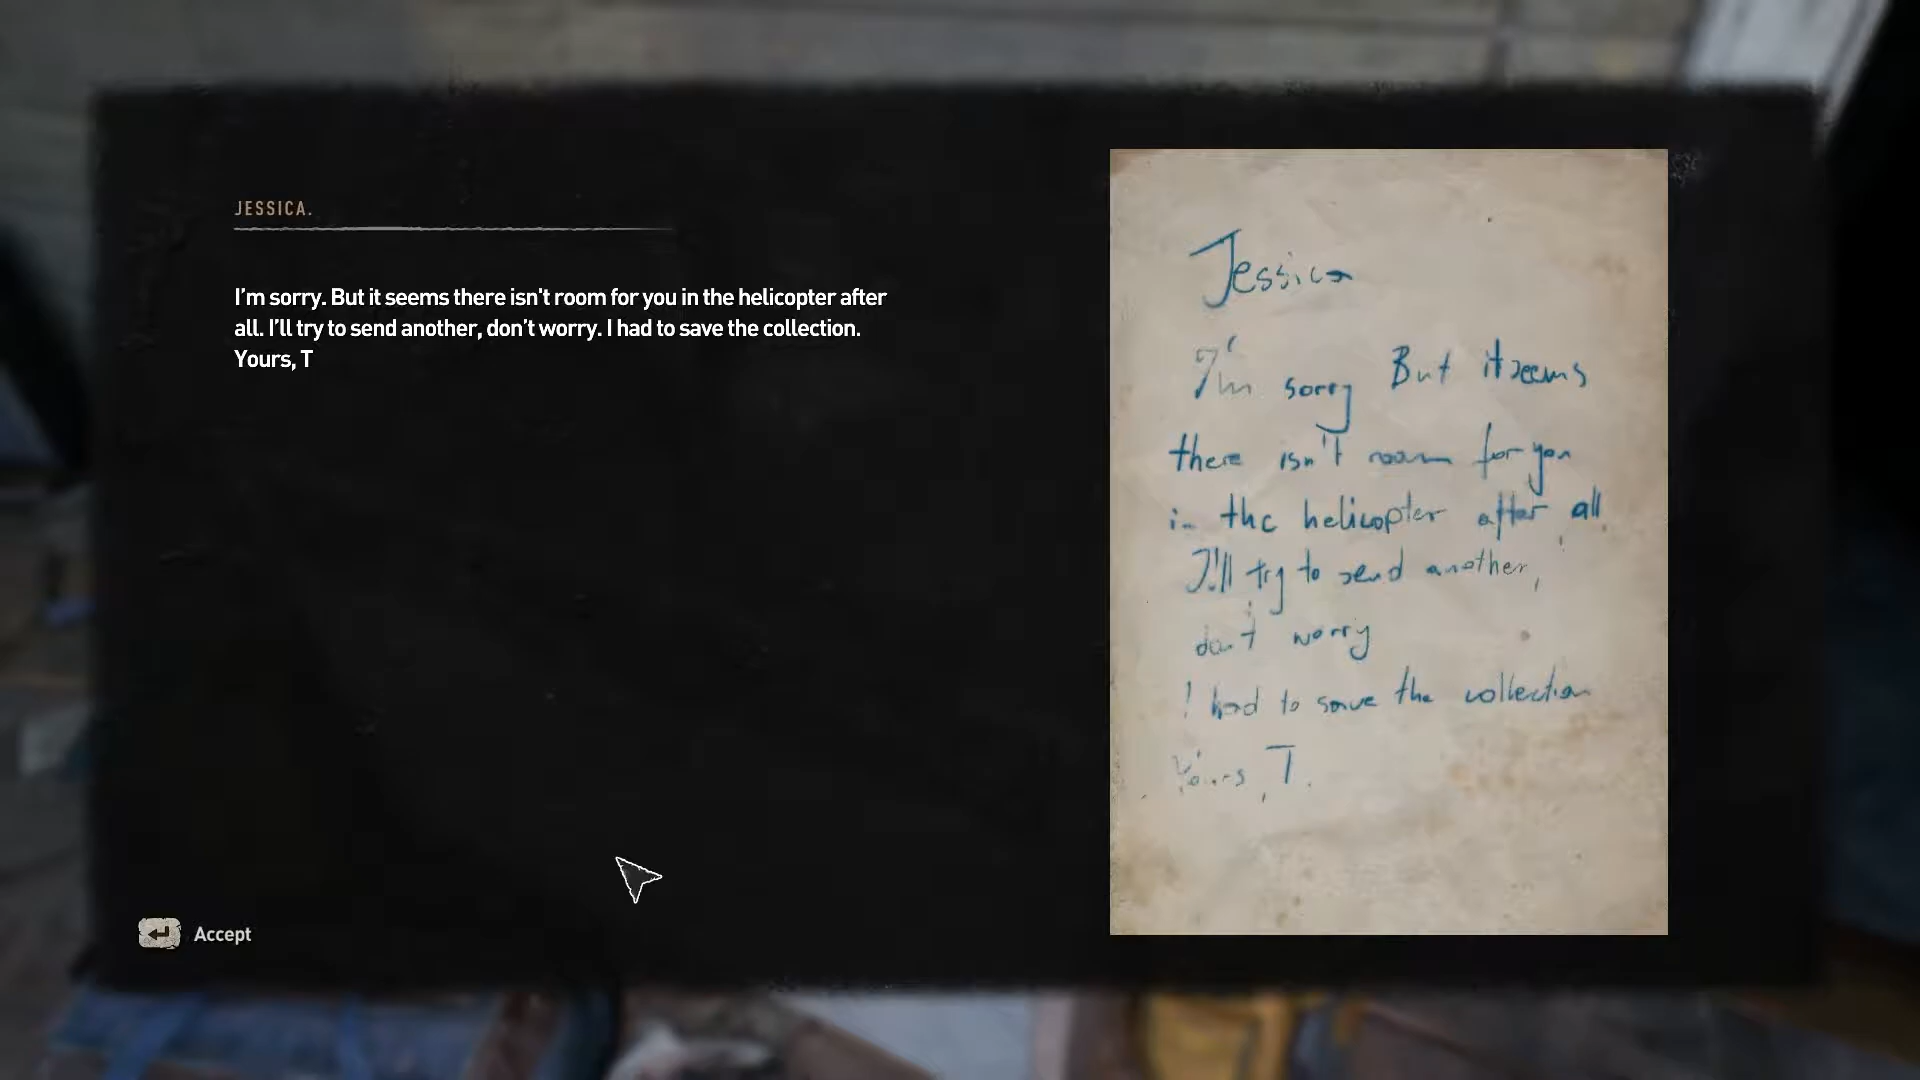 JESSICA.
I'm sorry. But it seems there isn't room for you in the helicopter after
all. I'll try to send another, don't worry. I had to save the collection.
Yours, T
Accept
Jessica
I'm sorry But it seems
there isn't room for you
in the helicopter after all
I'll try to send another,
don't worry
I had to save the collection
Yours, T.